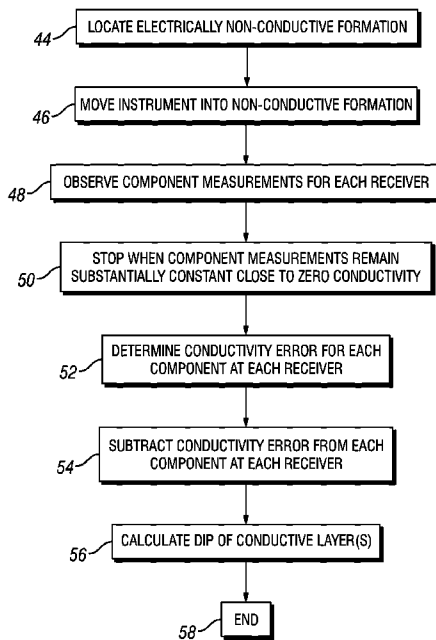 LOCATE ELECTRICALLY NON-CONDUCTIVE FORMATION
44
MOVE INSTRUMENT INTO NON-CONDUCTIVE FORMATION
46
OBSERVE COMPONENT MEASUREMENTS FOR EACH RECEIVER
48
STOP WHEN COMPONENT MEASUREMENTS REMAIN
SUBSTANTIALLY CONSTANT CLOSE TO ZERO CONDUCTIVITY
50
DETERMINE CONDUCTIVITY ERROR FOR EACH
COMPONENT AT EACH RECEIVER
52
SUBTRACT CONDUCTIVITY ERROR FROM EACH
COMPONENT AT EACH RECEIVER
54
CALCULATE DIP OF CONDUCTIVE LAYER(S)
56
END
58